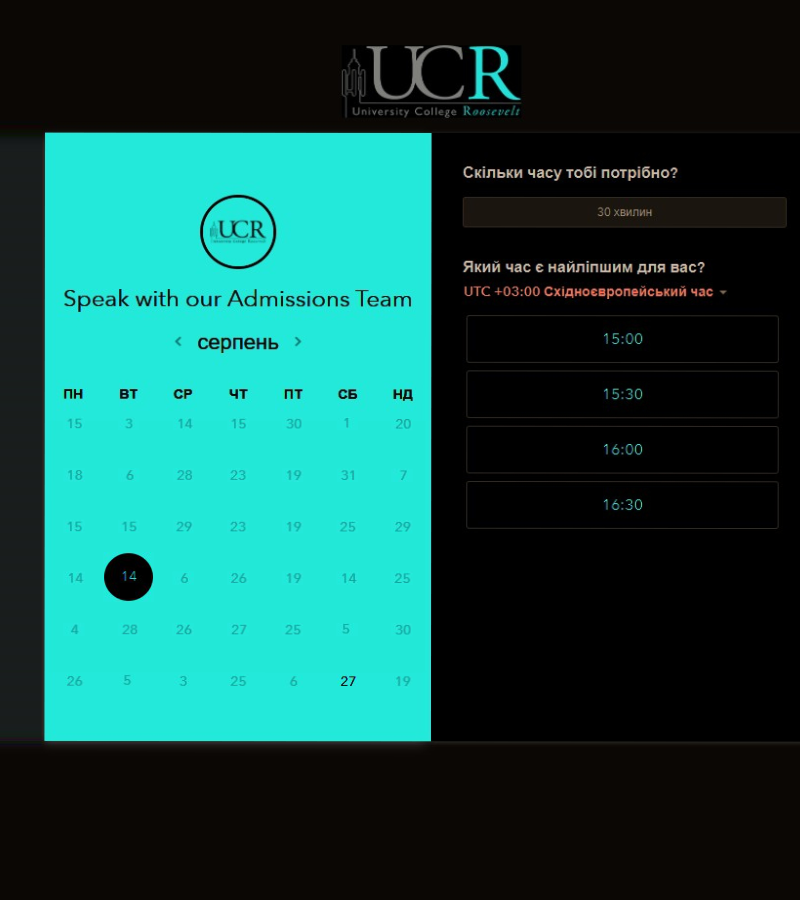 UCR
University College Roosevelt
UCR
University College Roosevelt
Speak with our Admissions Team
серпень
ПН ВТ СР ЧТ ПТ СБ НД
15 3 14 15 30 1 20
18 6 28 23 19 31 7
15 15 29 23 19 25 29
14 14 6 26 19 14 25
4 28 26 27 25 5 30
26 5 3 25 6 27 19
Скільки часу тобі потрібно?
30 хвилин
Який час є найліпшим для вас?
UTC +03:00 Східноєвропейський час
15:00
15:30
16:00
16:30